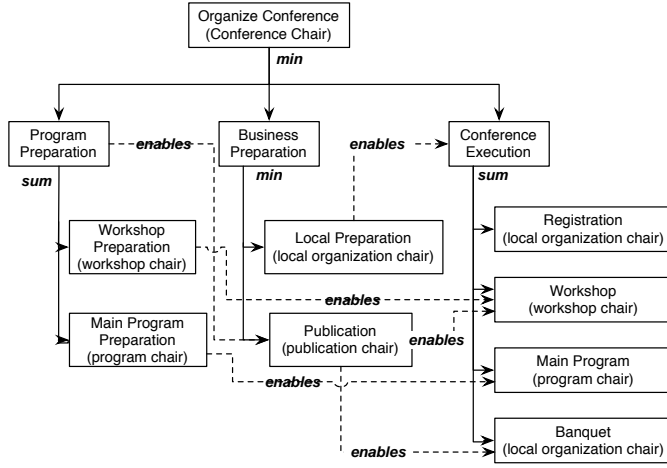 Organize Conference
(Conference Chair)
min
Program
Preparation
enables
Business
Preparation
enables
Conference
Execution
sum
min
sum
Workshop
Preparation
(workshop chair)
Local Preparation
(local organization chair)
Registration
(local organization chair)
enables
Workshop
(workshop chair)
Main Program
Preparation
(program chair)
Publication
(publication chair)
enables
enables
Main Program
(program chair)
enables
Banquet
(local organization chair)